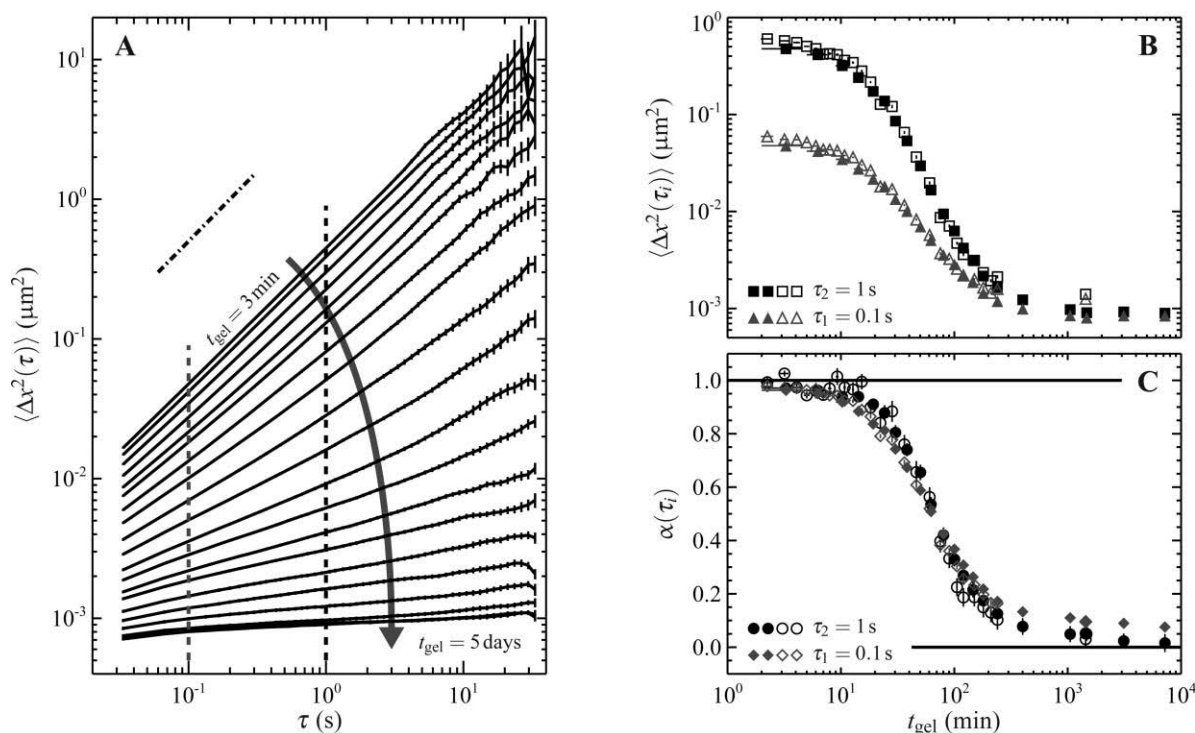 A
10¹
10⁰
10⁻¹
10⁻²
10⁻³
⟨Δx²(τ)⟩ (μm²)
t_gel = 3 min
t_gel = 5 days
10⁻¹
10⁰
10¹
τ (s)
B
10⁰
10⁻¹
10⁻²
10⁻³
⟨Δx²(τᵢ)⟩ (μm²)
τ₂ = 1 s
τ₁ = 0.1 s
C
1.0
0.8
0.6
0.4
0.2
0.0
α(τᵢ)
τ₂ = 1 s
τ₁ = 0.1 s
10⁰
10¹
10²
10³
10⁴
t_gel (min)